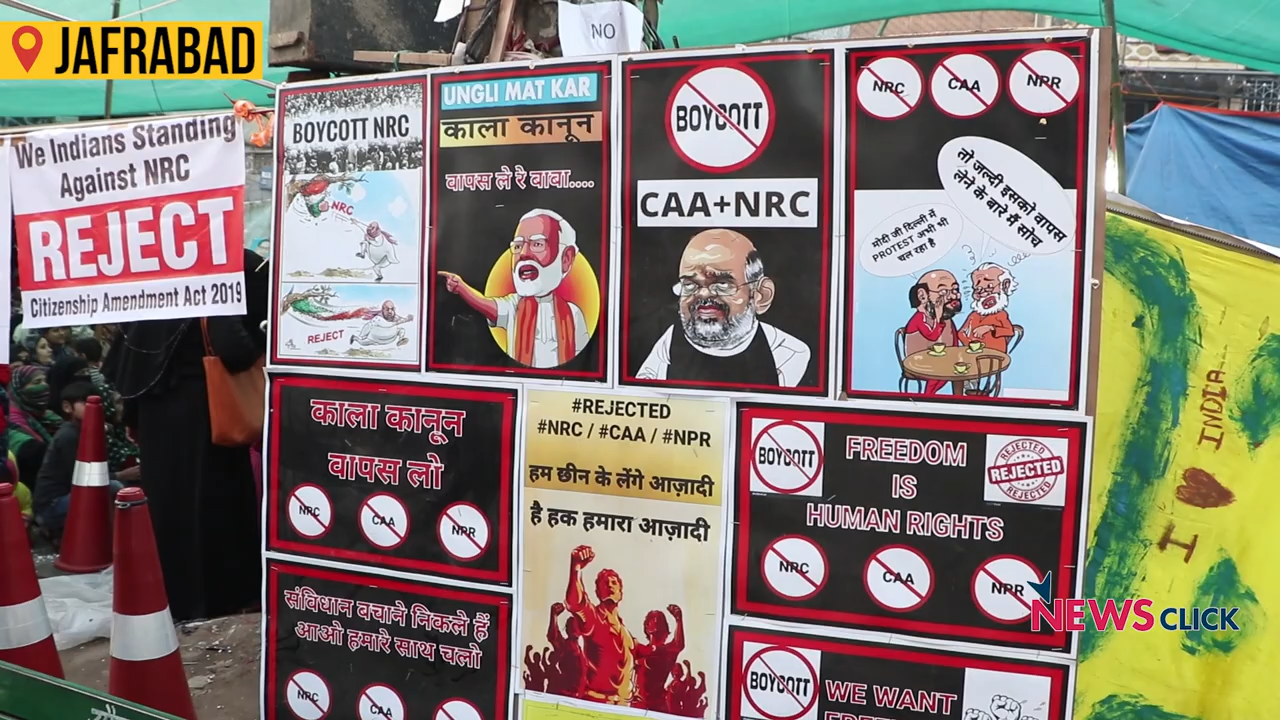 JAFRABAD
NO
We Indians Standing
Against NRC
REJECT
Citizenship Amendment Act 2019
BOYCOTT NRC
NRC
REJECT
UNGLI MAT KAR
काला कानून
वापस ले रे बाबा....
BOYCOTT
CAA+NRC
NRC
CAA
NPR
तो जल्दी इसको वापस
लेने के बारे मैं सोच
मोदी जी दिल्ली में
PROTEST अभी भी
चल रहा है
काला कानून
वापस लो
NRC
CAA
NPR
#REJECTED
#NRC / #CAA / #NPR
हम छीन के लेंगे आज़ादी
है हक हमारा आज़ादी
BOYCOTT
FREEDOM
IS
HUMAN RIGHTS
REJECTED
REJECTED
REJECTED
NRC
CAA
NPR
I ♥ INDIA...
संविधान बचाने निकले हैं
आओ हमारे साथ चलो
NRC
CAA
BOYCOTT
WE WANT
NEWSCLICK